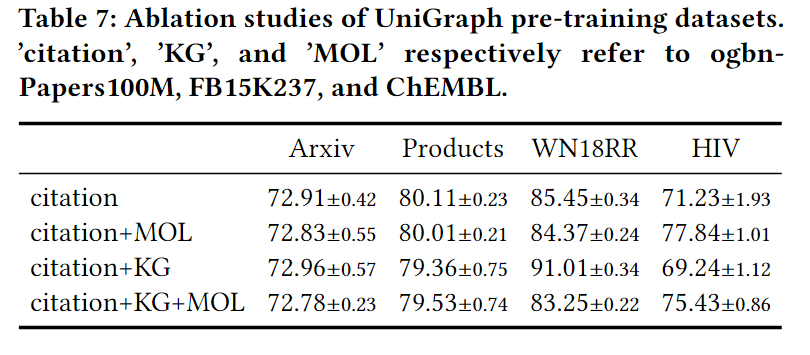 Table 7: Ablation studies of UniGraph pre-training datasets.
'citation', 'KG', and 'MOL' respectively refer to ogbn-
Papers100M, FB15K237, and ChEMBL.
Arxiv Products WN18RR HIV
citation 72.91±0.42 80.11±0.23 85.45±0.34 71.23±1.93
citation+MOL 72.83±0.55 80.01±0.21 84.37±0.24 77.84±1.01
citation+KG 72.96±0.57 79.36±0.75 91.01±0.34 69.24±1.12
citation+KG+MOL 72.78±0.23 79.53±0.74 83.25±0.22 75.43±0.86